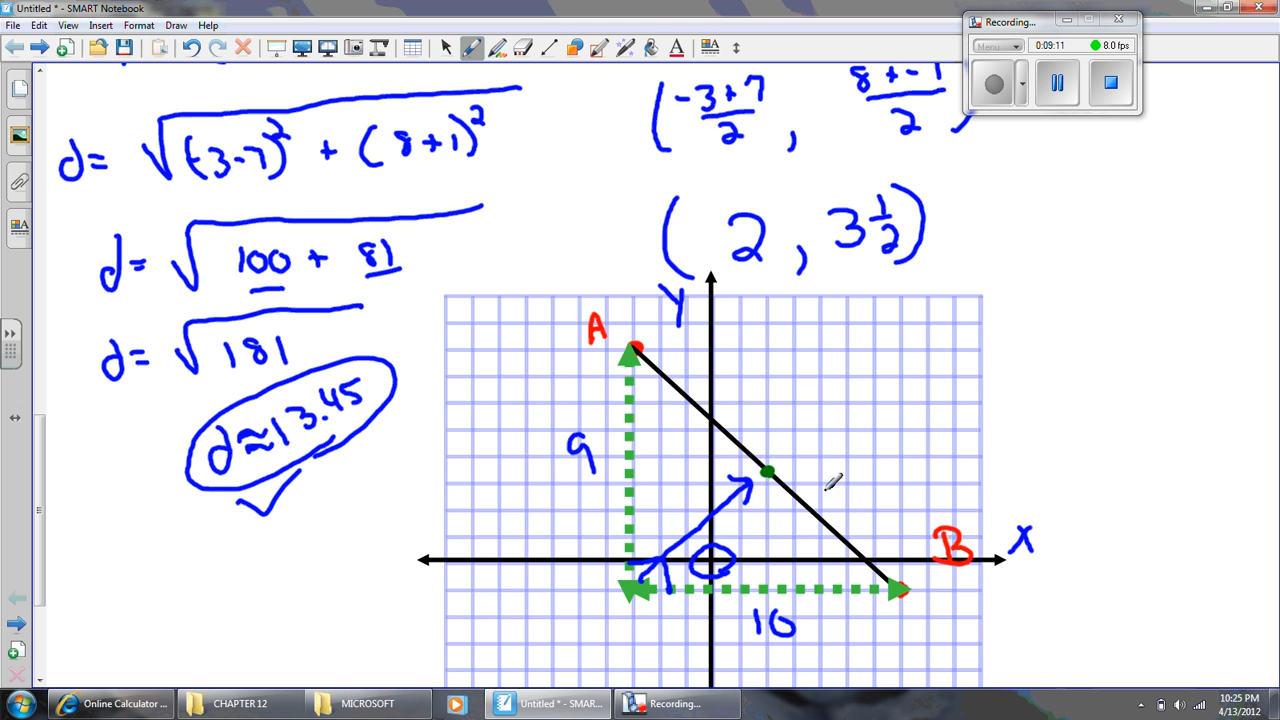 Untitled * - SMART Notebook
File Edit View Insert Format Draw Help
Recording...
Menu 0:09:11 8.0 fps
d= √(-3-7)² + (8+1)²
d= √100 + 81
d= √181
d≈13.45
(-3+7/2, 8+-1/2)
(2, 3 1/2)
Y
A
9
B
X
10
Online Calculator ... CHAPTER 12 MICROSOFT Untitled * - SMAR... Recording...
10:25 PM
4/13/2012